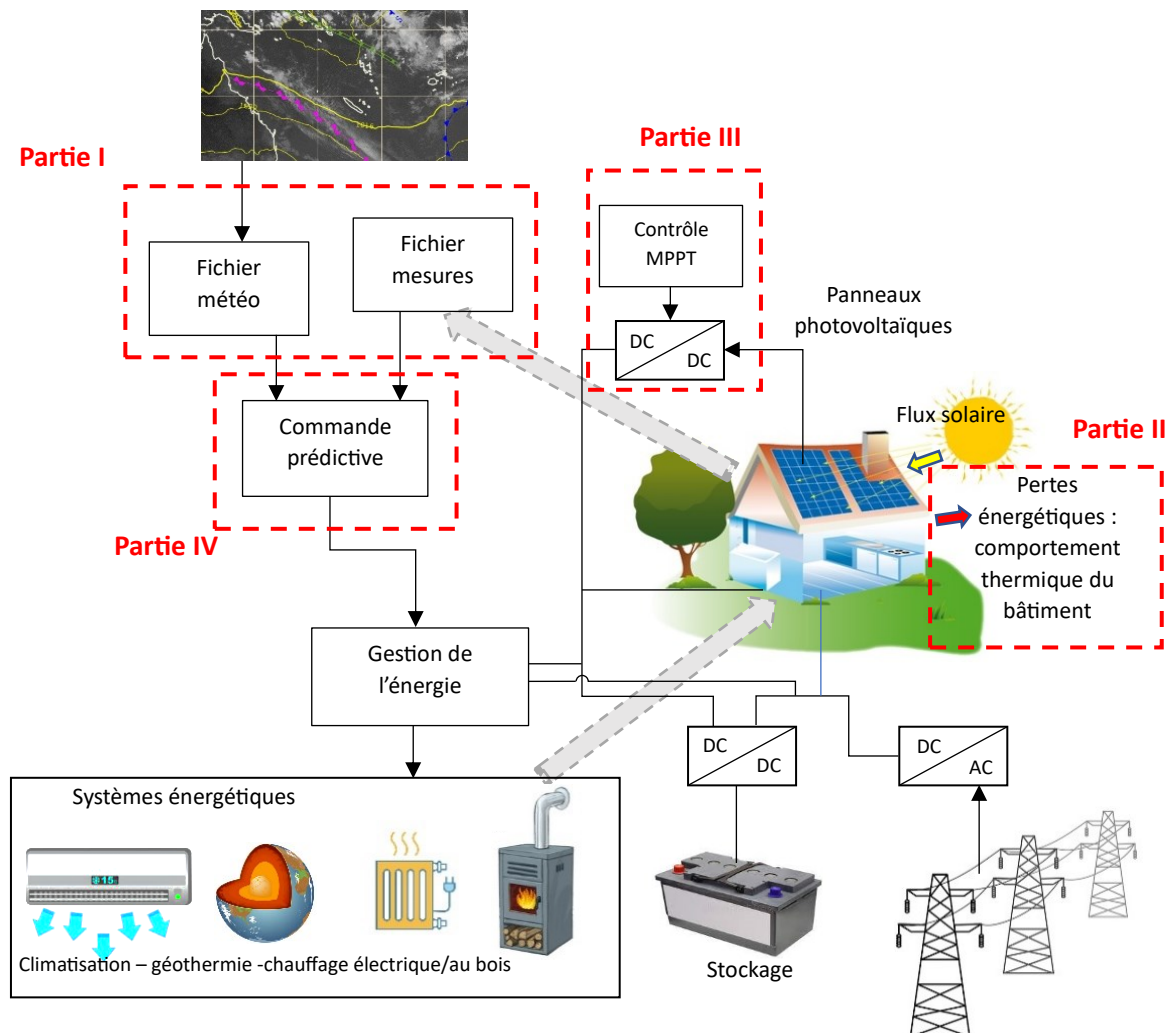 Partie I
Partie III
Fichier
météo
Fichier
mesures
Contrôle
MPPT
Panneaux
photovoltaïques
DC
DC
Flux solaire
Partie II
Commande
prédictive
Pertes
énergétiques :
comportement
thermique du
bâtiment
Partie IV
Gestion de
l’énergie
DC
DC
DC
AC
Systèmes énergétiques
Climatisation – géothermie -chauffage électrique/au bois
Stockage